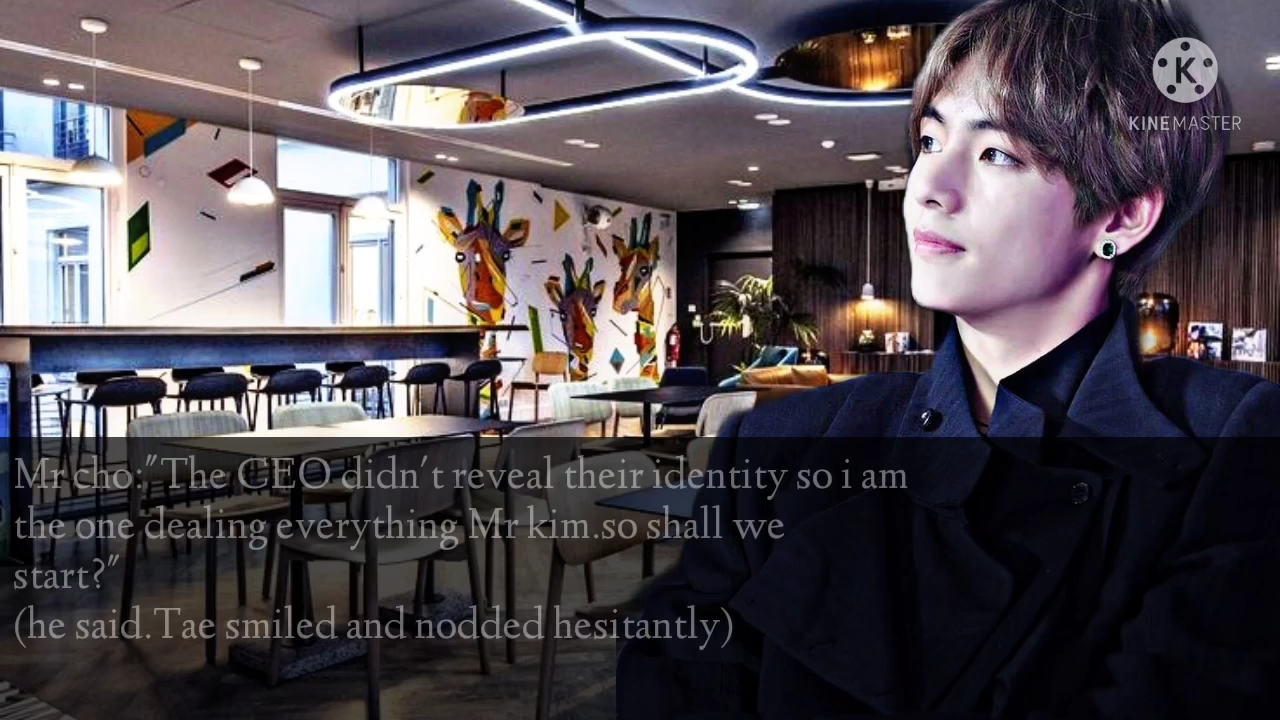 KINEMASTER
Mr cho:"The CEO didn't reveal their identity so i am
the one dealing everything Mr kim.so shall we
start?"
(he said.Tae smiled and nodded hesitantly)